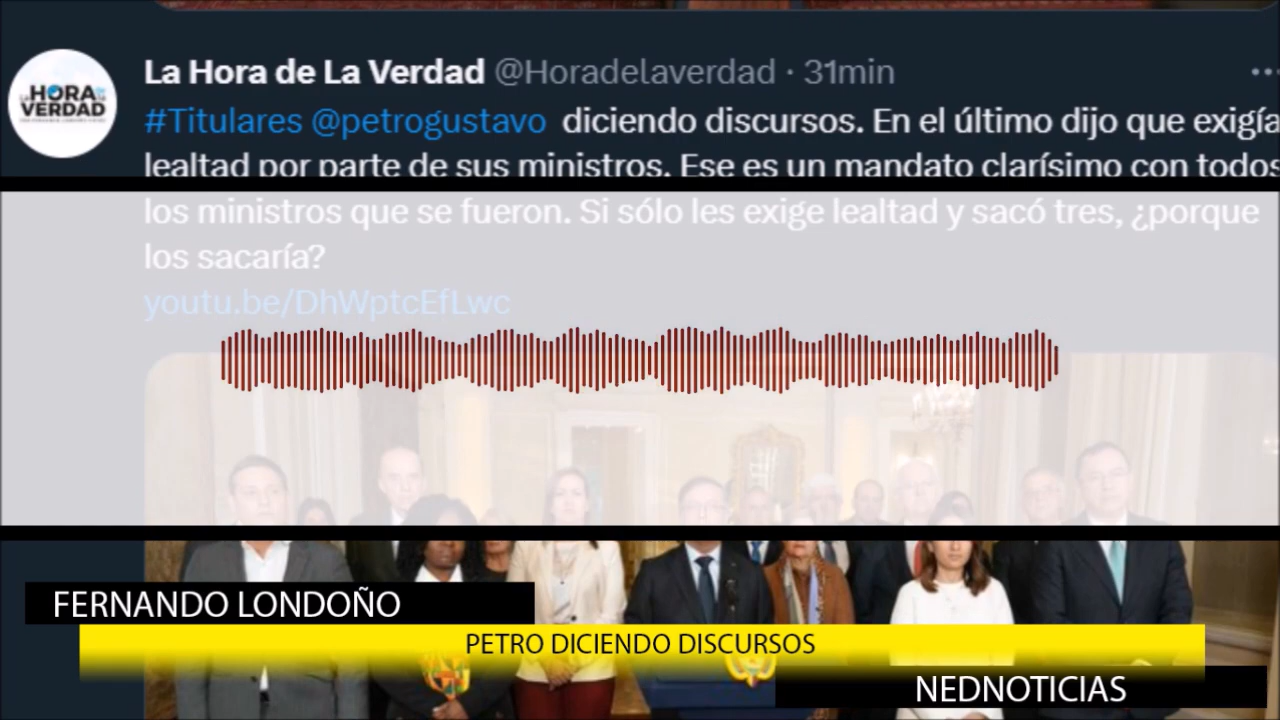 La Hora de La Verdad @Horadelaverdad · 31min
HORA
VERDAD
#Titulares @petrogustavo diciendo discursos. En el último dijo que exigía
lealtad por parte de sus ministros. Ese es un mandato clarísimo con todos
los ministros que se fueron. Si sólo les exige lealtad y sacó tres, ¿porque
los sacaría?
youtu.be/DhWptcEfLwc
FERNANDO LONDOÑO
PETRO DICIENDO DISCURSOS
NEDNOTICIAS